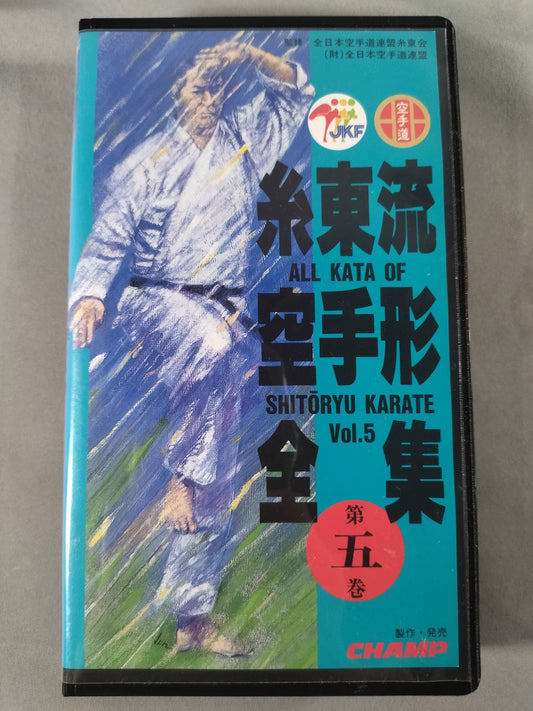 監修／全日本空手道連盟糸東会
(財)全日本空手道連盟
JKF
空手道
糸東流
ALL KATA OF
空手形
SHITŌRYU KARATE
Vol.5
全集
第五巻
製作・発売
CHAMP